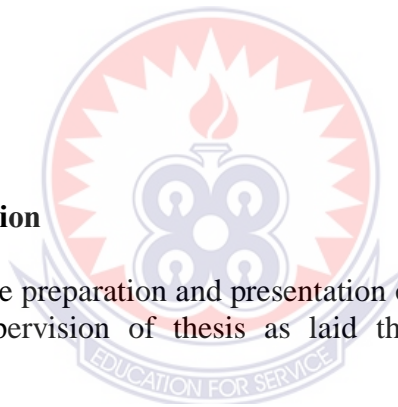 ion
e preparation and presentation
pervision of thesis as laid th
EDUCATION FOR SERVICE